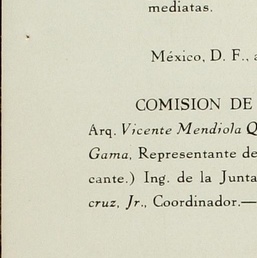 mediatas.
México, D. F., a
COMISION DE
Arq. Vicente Mendiola Q
Gama, Representante de
cante.) Ing. de la Junta
cruz, Jr., Coordinador.—